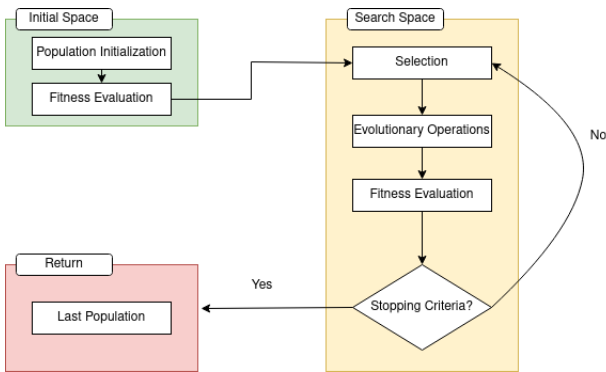 Initial Space
Population Initialization
Fitness Evaluation
Search Space
Selection
Evolutionary Operations
Fitness Evaluation
Stopping Criteria?
No
Yes
Return
Last Population